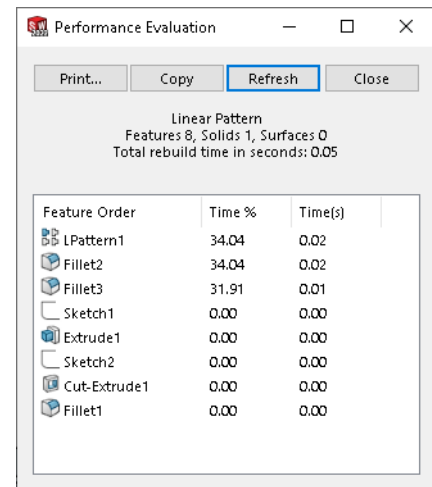 SW
2020
Performance Evaluation
Print... Copy Refresh Close
Linear Pattern
Features 8, Solids 1, Surfaces 0
Total rebuild time in seconds: 0.05
Feature Order Time % Time(s)
LPattern1 34.04 0.02
Fillet2 34.04 0.02
Fillet3 31.91 0.01
Sketch1 0.00 0.00
Extrude1 0.00 0.00
Sketch2 0.00 0.00
Cut-Extrude1 0.00 0.00
Fillet1 0.00 0.00